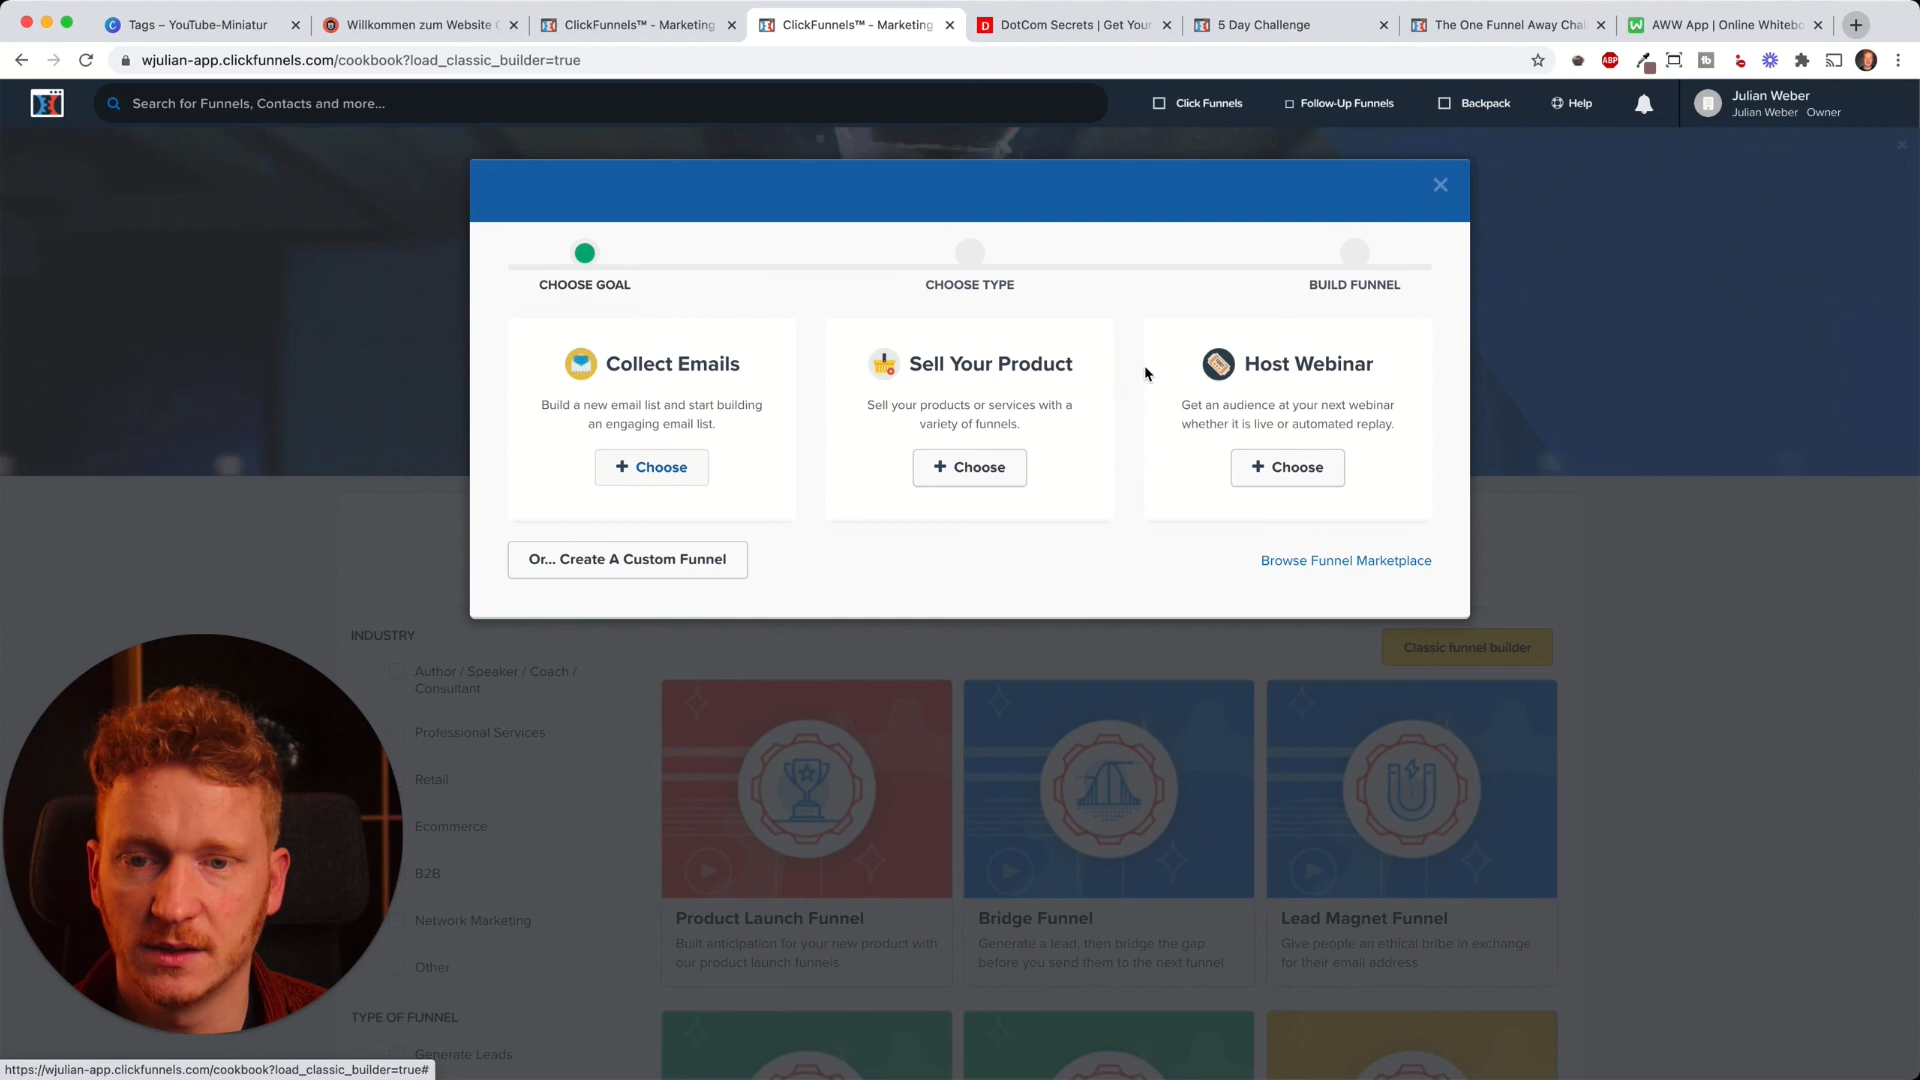 Tags – YouTube-Miniatur
Willkommen zum Website
ClickFunnels™ - Marketing
ClickFunnels™ - Marketing
DotCom Secrets | Get Your
5 Day Challenge
The One Funnel Away Chal
AWW App | Online Whitebo
wjulian-app.clickfunnels.com/cookbook?load_classic_builder=true
ABP
Search for Funnels, Contacts and more...
Click Funnels
Follow-Up Funnels
Backpack
Help
Julian Weber
Julian Weber Owner
CHOOSE GOAL
CHOOSE TYPE
BUILD FUNNEL
Collect Emails
Build a new email list and start building
an engaging email list.
+ Choose
Sell Your Product
Sell your products or services with a
variety of funnels.
+ Choose
Host Webinar
Get an audience at your next webinar
whether it is live or automated replay.
+ Choose
Or... Create A Custom Funnel
Browse Funnel Marketplace
INDUSTRY
Author / Speaker / Coach /
Consultant
Professional Services
Retail
Ecommerce
B2B
Network Marketing
Other
TYPE OF FUNNEL
Generate Leads
Classic funnel builder
Product Launch Funnel
Built anticipation for your new product with
our product launch funnels
Bridge Funnel
Generate a lead, then bridge the gap
before you send them to the next funnel
Lead Magnet Funnel
Give people an ethical bribe in exchange
for their email address
https://wjulian-app.clickfunnels.com/cookbook?load_classic_builder=true#